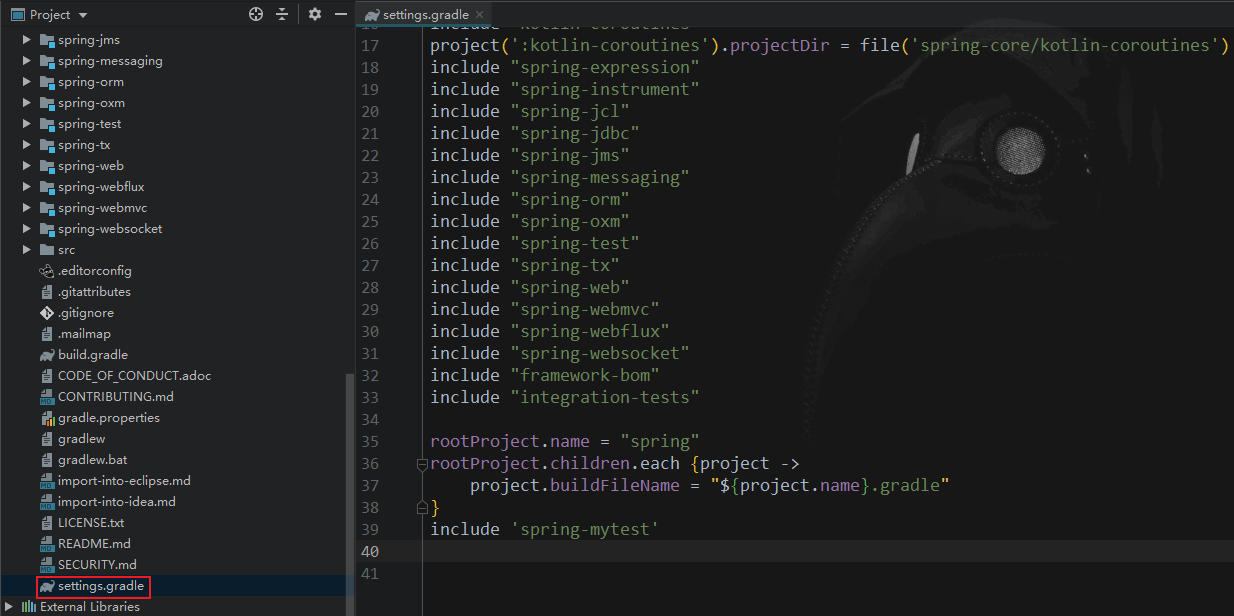 Project
spring-jms
spring-messaging
spring-orm
spring-oxm
spring-test
spring-tx
spring-web
spring-webflux
spring-webmvc
spring-websocket
src
.editorconfig
.gitattributes
.gitignore
.mailmap
build.gradle
CODE_OF_CONDUCT.adoc
CONTRIBUTING.md
gradle.properties
gradlew
gradlew.bat
import-into-eclipse.md
import-into-idea.md
LICENSE.txt
README.md
SECURITY.md
settings.gradle
External Libraries
settings.gradle
16 include "kotlin-coroutines"
17 project(':kotlin-coroutines').projectDir = file('spring-core/kotlin-coroutines')
18 include "spring-expression"
19 include "spring-instrument"
20 include "spring-jcl"
21 include "spring-jdbc"
22 include "spring-jms"
23 include "spring-messaging"
24 include "spring-orm"
25 include "spring-oxm"
26 include "spring-test"
27 include "spring-tx"
28 include "spring-web"
29 include "spring-webmvc"
30 include "spring-webflux"
31 include "spring-websocket"
32 include "framework-bom"
33 include "integration-tests"
34
35 rootProject.name = "spring"
36 rootProject.children.each {project ->
37 project.buildFileName = "${project.name}.gradle"
38 }
39 include 'spring-mytest'
40
41